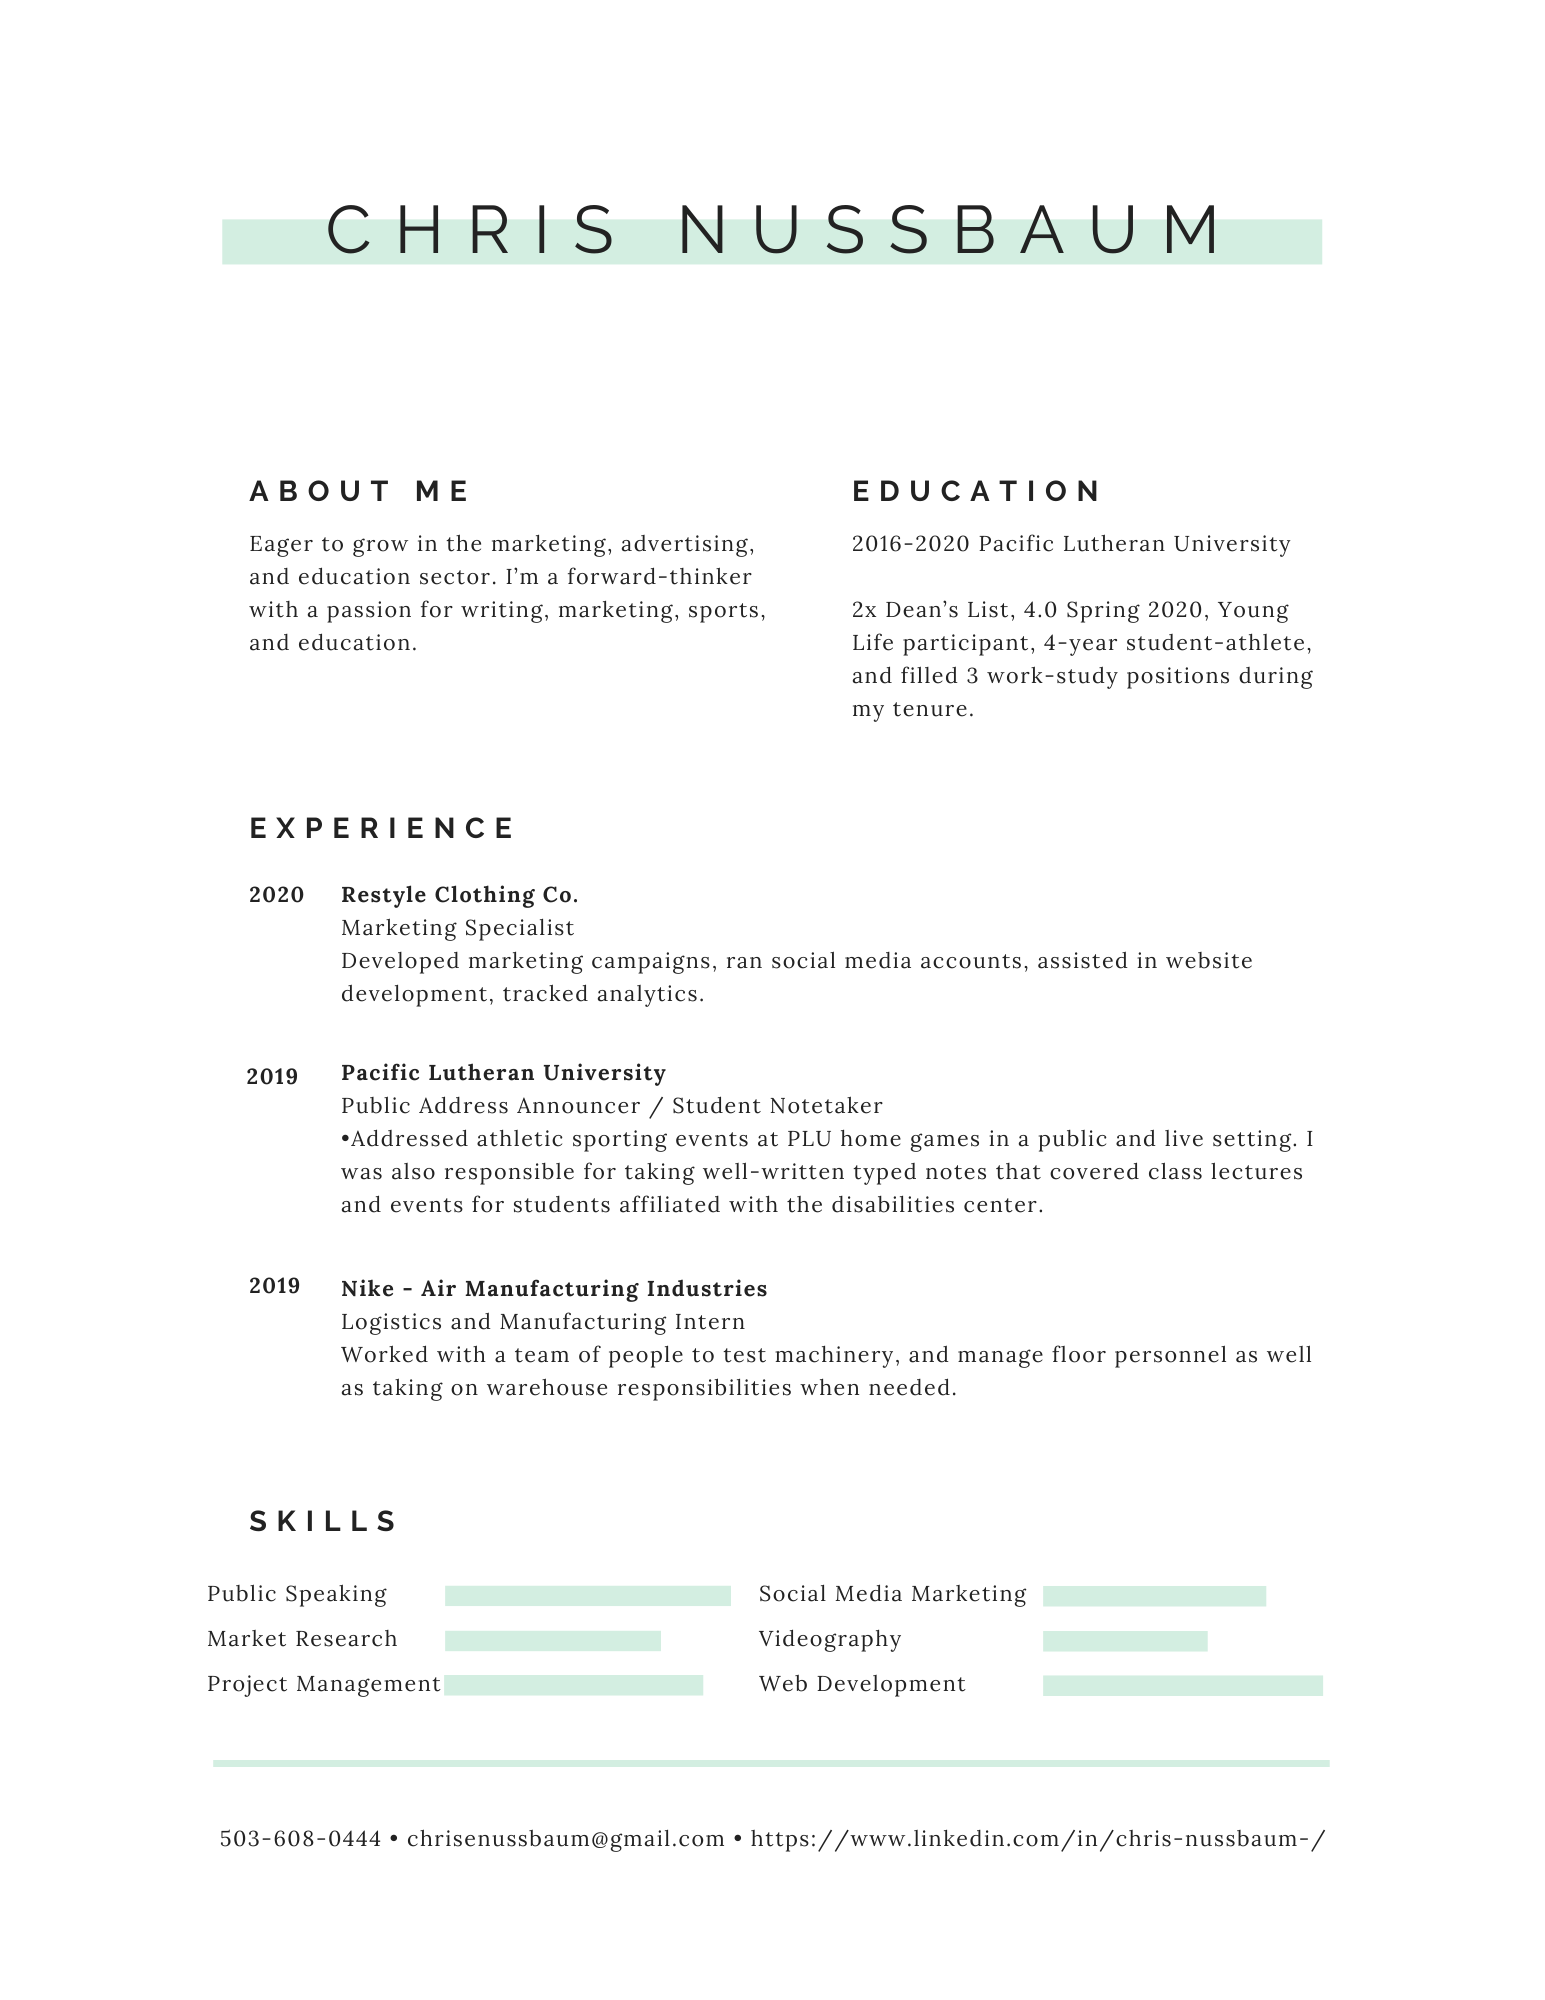 CHRIS NUSSBAUM
ABOUT ME
Eager to grow in the marketing, advertising,
and education sector. I’m a forward-thinker
with a passion for writing, marketing, sports,
and education.
EDUCATION
2016-2020 Pacific Lutheran University
2x Dean’s List, 4.0 Spring 2020, Young
Life participant, 4-year student-athlete,
and filled 3 work-study positions during
my tenure.
EXPERIENCE
2020 Restyle Clothing Co.
Marketing Specialist
Developed marketing campaigns, ran social media accounts, assisted in website
development, tracked analytics.
2019 Pacific Lutheran University
Public Address Announcer / Student Notetaker
•Addressed athletic sporting events at PLU home games in a public and live setting. I
was also responsible for taking well-written typed notes that covered class lectures
and events for students affiliated with the disabilities center.
2019 Nike - Air Manufacturing Industries
Logistics and Manufacturing Intern
Worked with a team of people to test machinery, and manage floor personnel as well
as taking on warehouse responsibilities when needed.
SKILLS
Public Speaking
Market Research
Project Management
Social Media Marketing
Videography
Web Development
503-608-0444 • chrisenussbaum@gmail.com • https://www.linkedin.com/in/chris-nussbaum-/